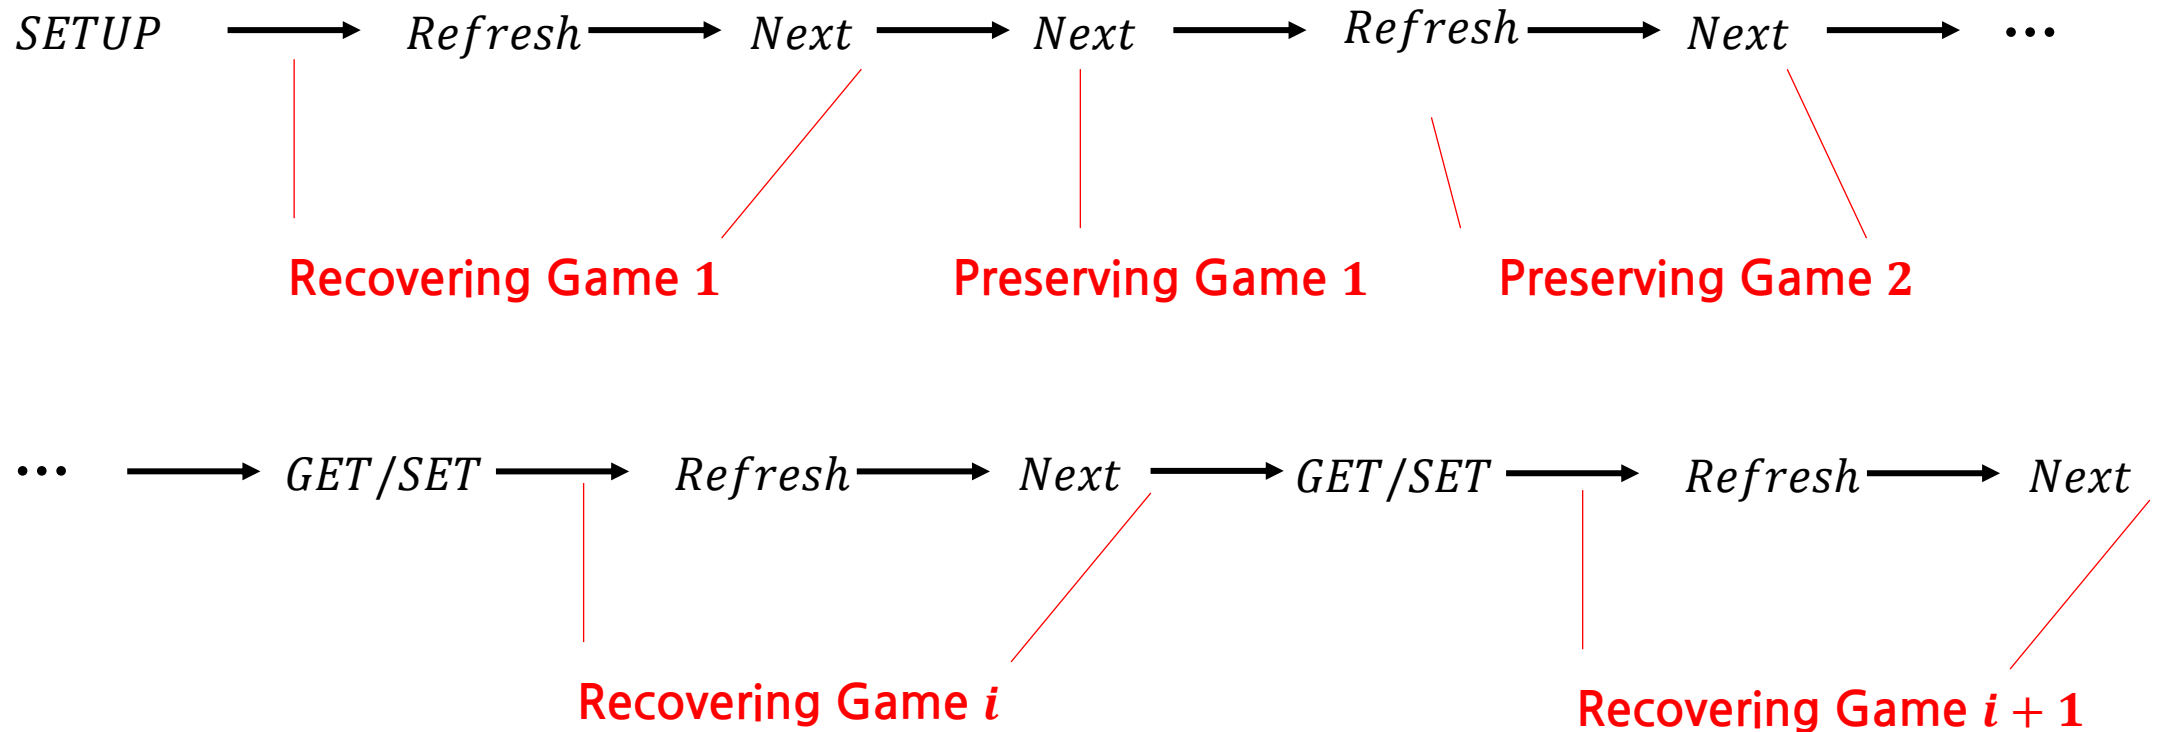 SETUP Refresh Next Next Refresh Next ⋯
Recovering Game 1 Preserving Game 1 Preserving Game 2
⋯ GET/SET Refresh Next GET/SET Refresh Next
Recovering Game i Recovering Game i + 1